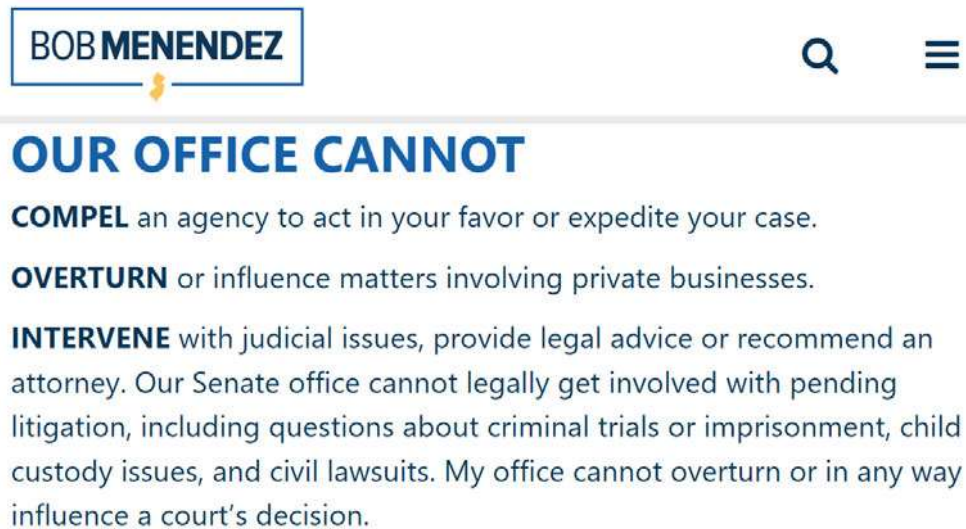 BOB MENENDEZ
OUR OFFICE CANNOT
COMPEL an agency to act in your favor or expedite your case.
OVERTURN or influence matters involving private businesses.
INTERVENE with judicial issues, provide legal advice or recommend an
attorney. Our Senate office cannot legally get involved with pending
litigation, including questions about criminal trials or imprisonment, child
custody issues, and civil lawsuits. My office cannot overturn or in any way
influence a court’s decision.